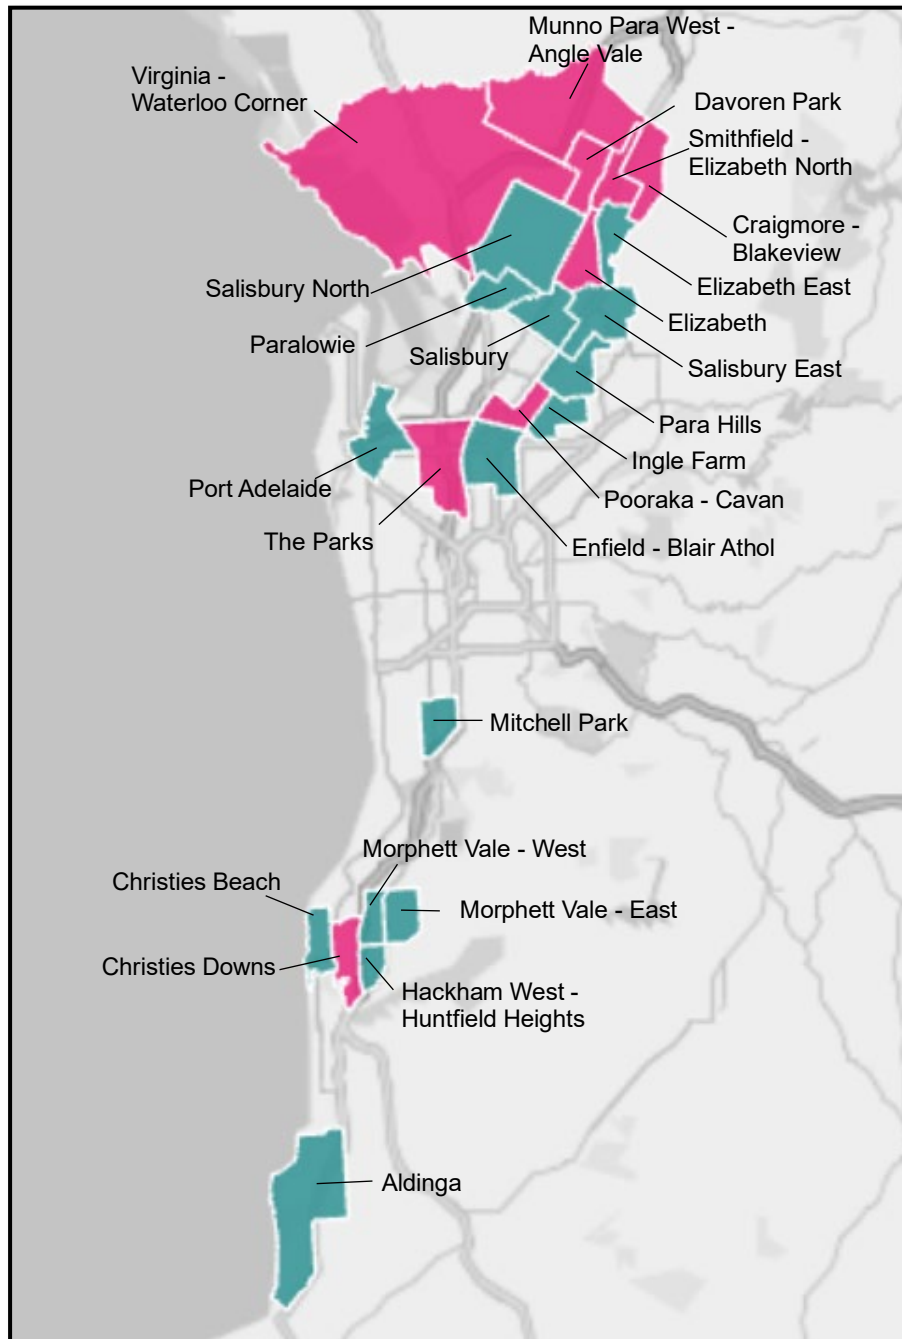 Munno Para West -
Angle Vale
Virginia -
Waterloo Corner
Davoren Park
Smithfield -
Elizabeth North
Craigmore -
Blakeview
Salisbury North
Elizabeth East
Elizabeth
Paralowie
Salisbury
Salisbury East
Para Hills
Ingle Farm
Port Adelaide
Pooraka - Cavan
The Parks
Enfield - Blair Athol
Mitchell Park
Morphett Vale - West
Christies Beach
Morphett Vale - East
Christies Downs
Hackham West -
Huntfield Heights
Aldinga